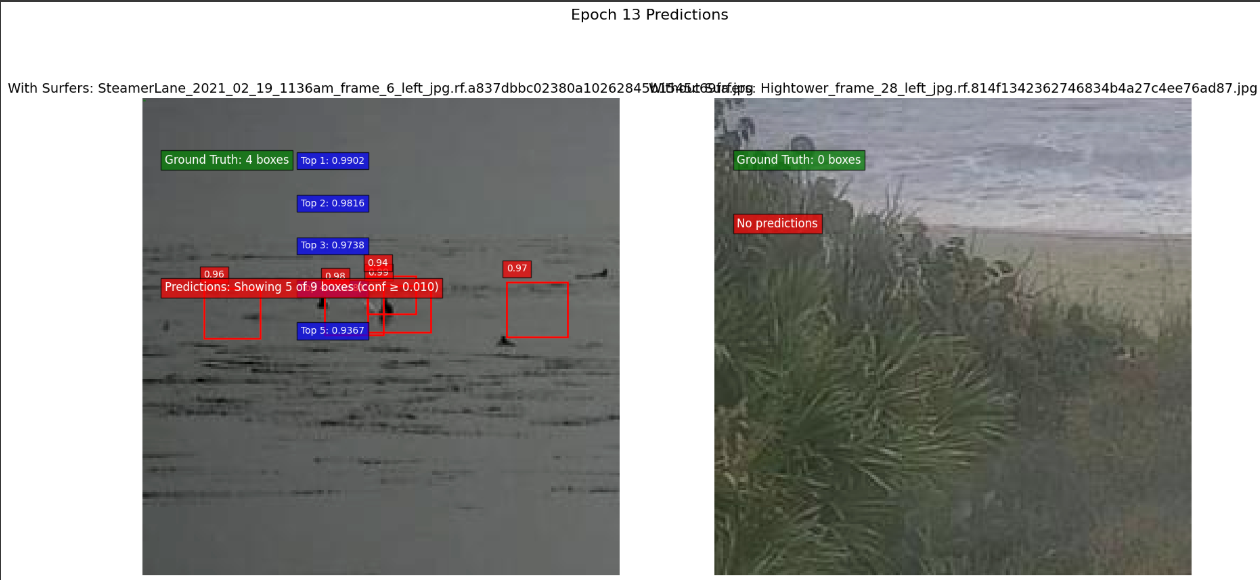 Epoch 13 Predictions
With Surfers: SteamerLane_2021_02_19_1136am_frame_6_left_jpg.rf.a837dbbc02380a10262845
Hightower_frame_28_left_jpg.rf.814f1342362746834b4a27c4ee76ad87.jpg
Ground Truth: 4 boxes
Top 1: 0.9902
Top 2: 0.9816
Top 3: 0.9738
0.94
0.99
0.96
0.98
0.97
Predictions: Showing 5 of 9 boxes (conf ≥ 0.010)
Top 5: 0.9367
Ground Truth: 0 boxes
No predictions